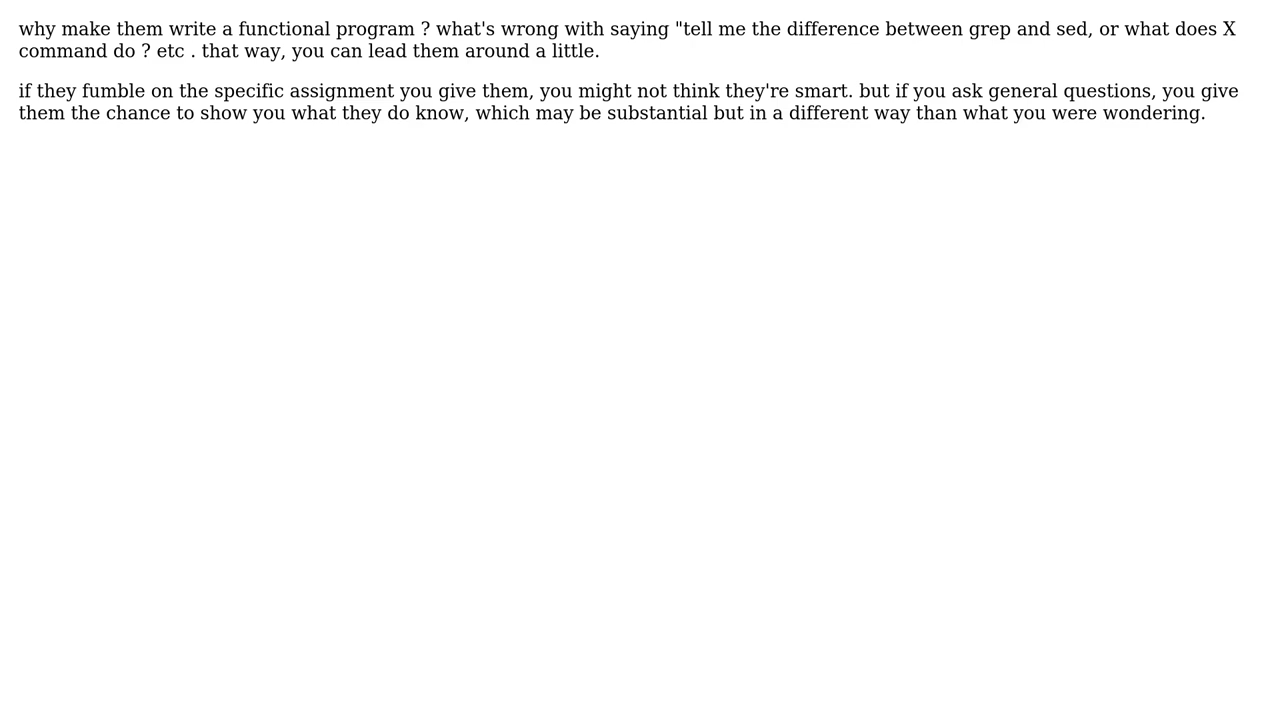 why make them write a functional program ? what's wrong with saying "tell me the difference between grep and sed, or what does X
command do ? etc . that way, you can lead them around a little.
if they fumble on the specific assignment you give them, you might not think they're smart. but if you ask general questions, you give
them the chance to show you what they do know, which may be substantial but in a different way than what you were wondering.